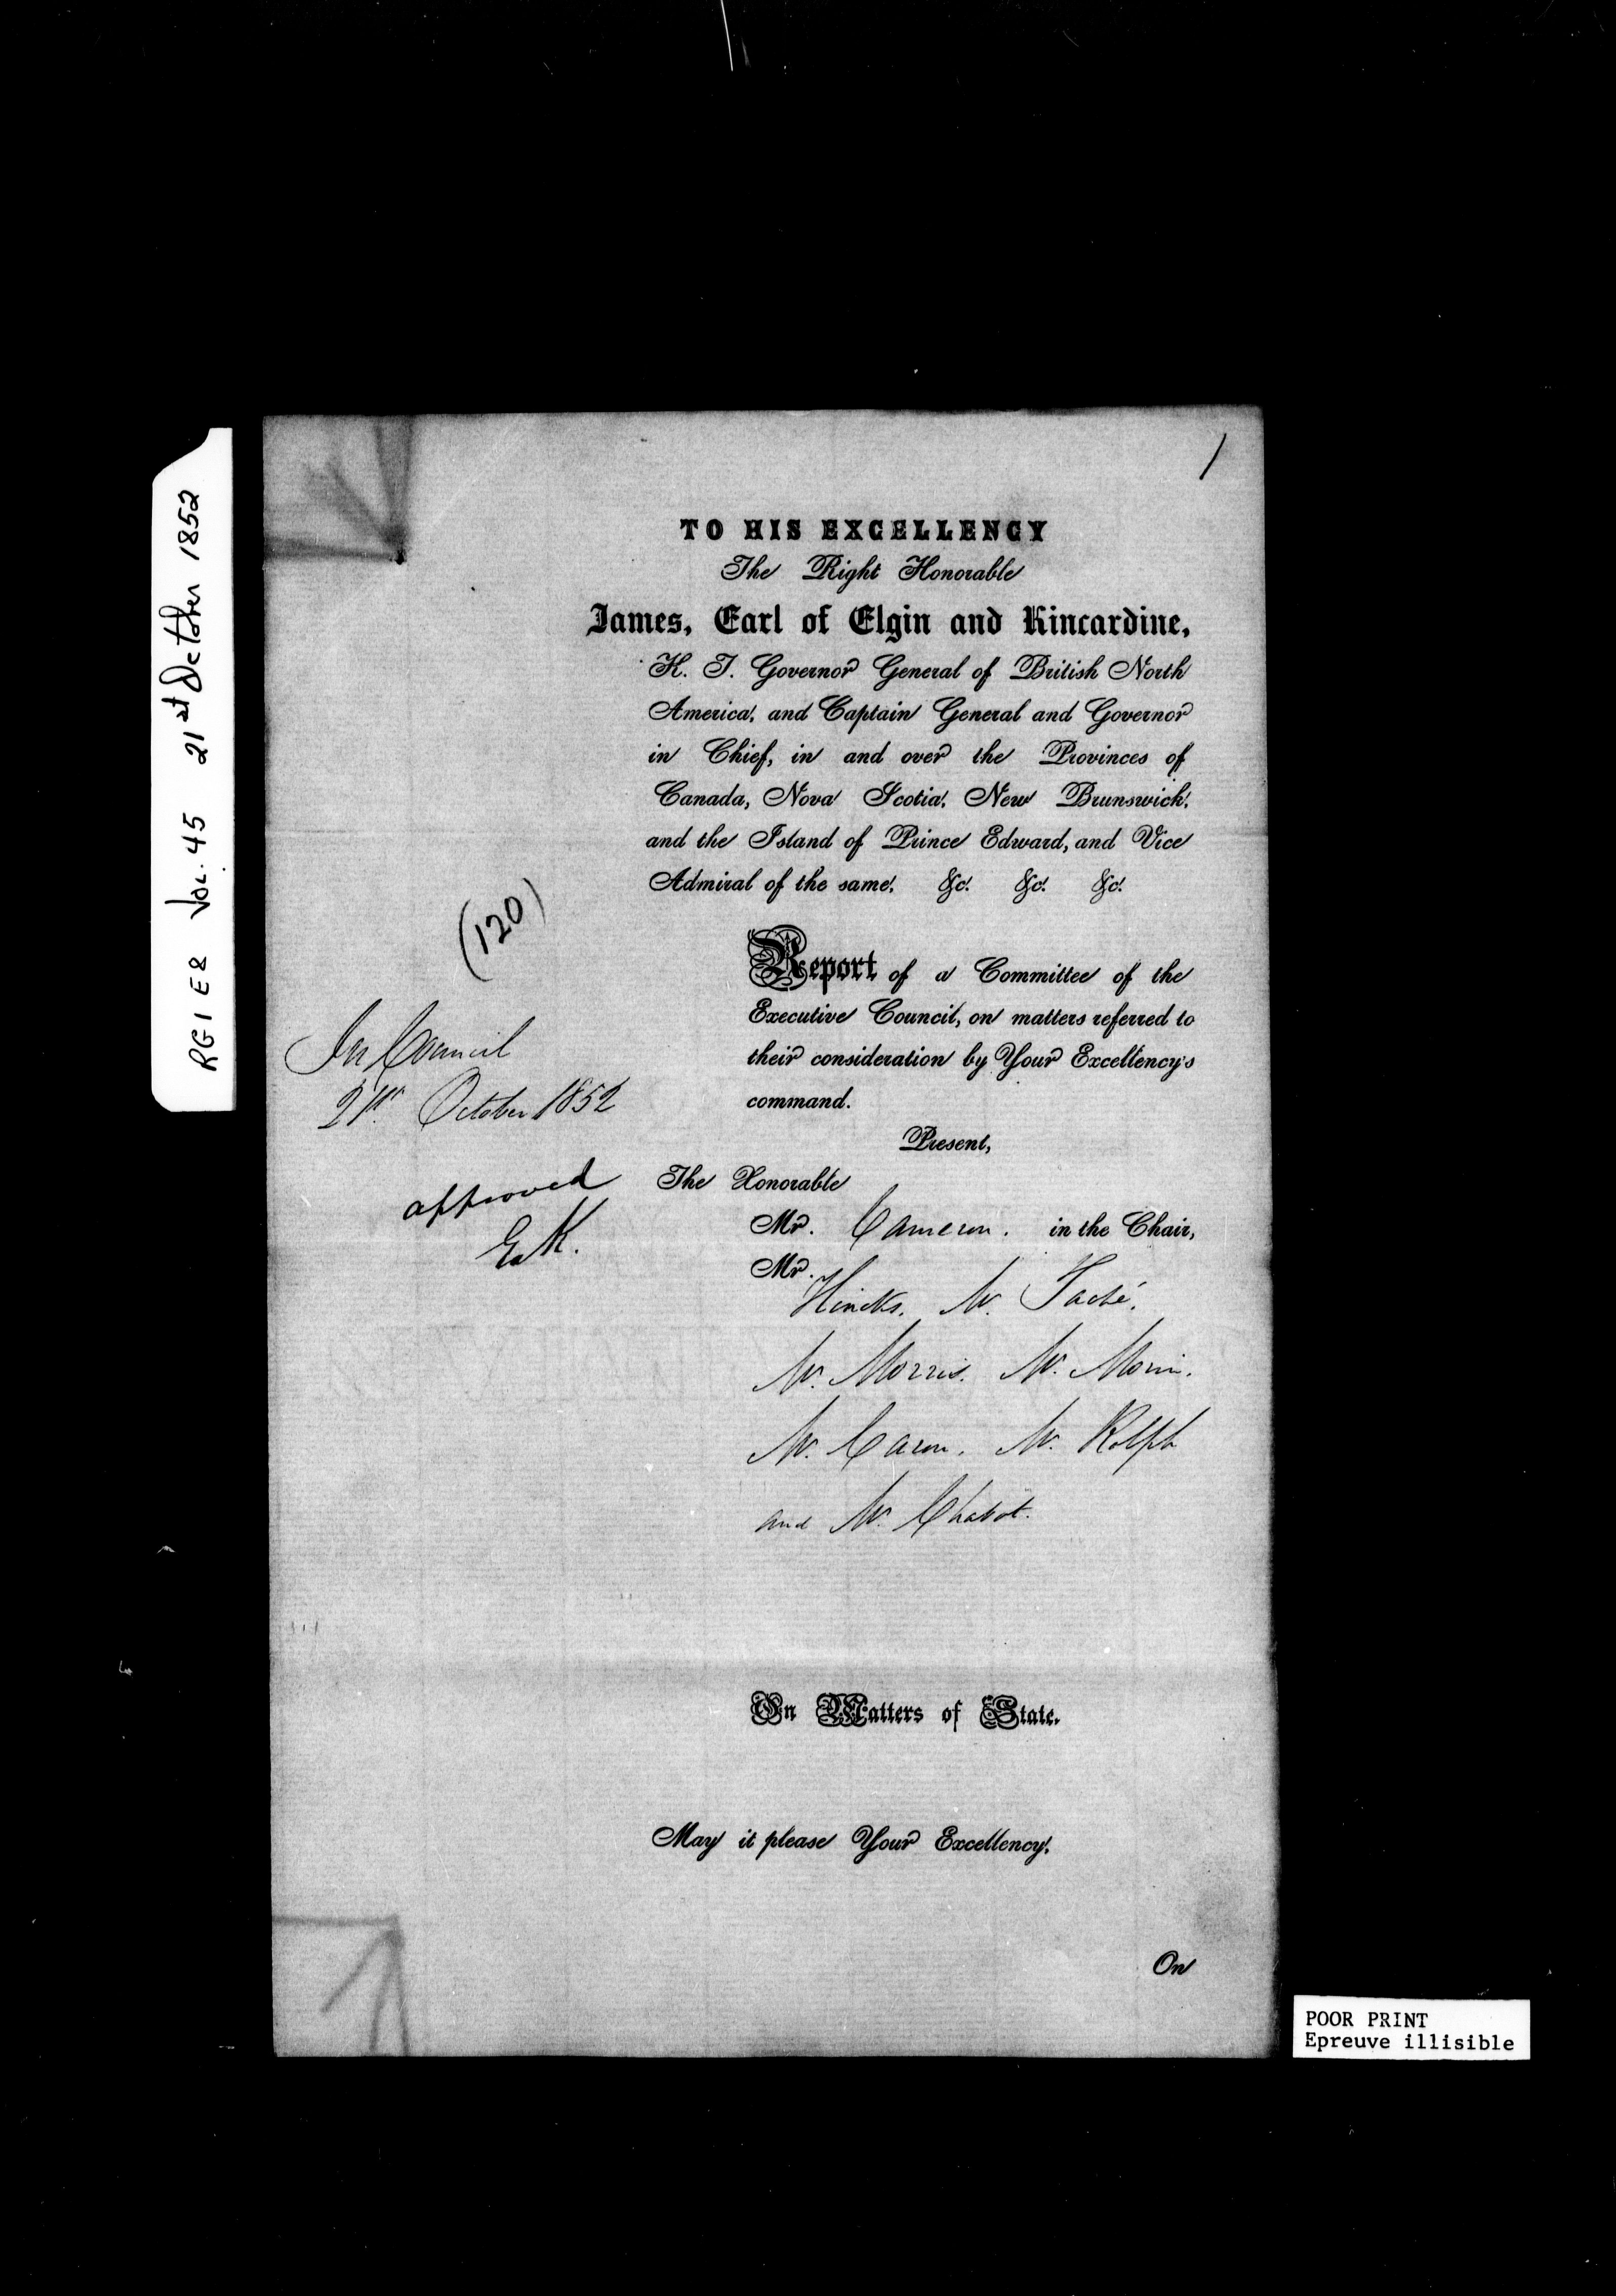 RG1 E8 Vol. 45 21st October 1852
1
TO HIS EXCELLENCY
The Right Honorable
James, Earl of Elgin and Kincardine,
K. T. Governor General of British North
America, and Captain General and Governor
in Chief, in and over the Provinces of
Canada, Nova Scotia, New Brunswick,
and the Island of Prince Edward, and Vice
Admiral of the same, &c. &c. &c.
(120)
Report of a Committee of the
Executive Council, on matters referred to
their consideration by Your Excellency's
command.
In Council
21st October 1852
Present,
approved
E&K.
The Honorable
Mr. Cameron. in the Chair,
Mr.
Hincks. Mr. Taché.
Mr. Morris. Mr. Morin.
Mr. Caron. Mr. Rolph
and Mr. Chabot.
On Matters of State.
May it please Your Excellency,
On
POOR PRINT
Epreuve illisible